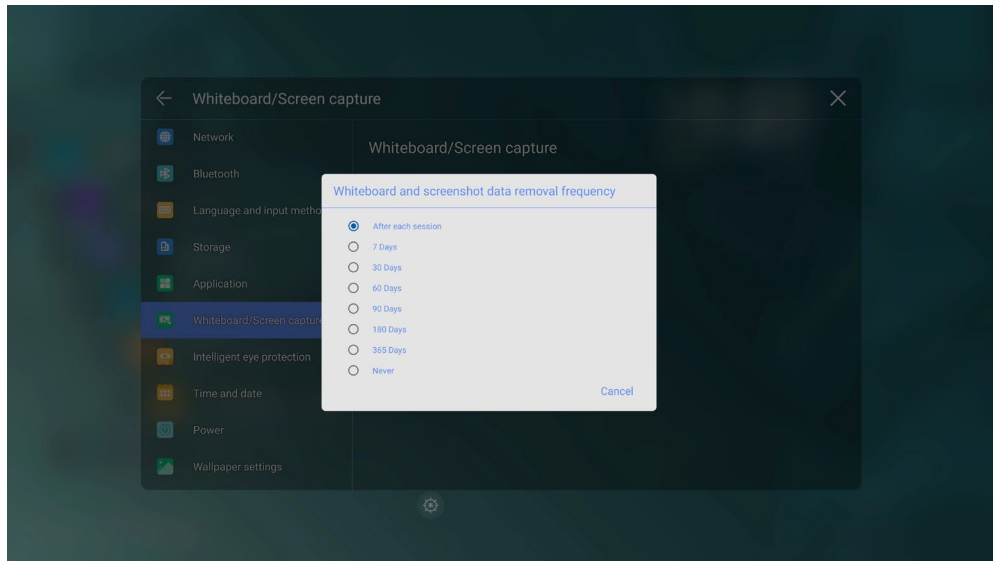 Whiteboard/Screen capture
Network
Bluetooth
Language and input metho
Storage
Application
Whiteboard/Screen capture
Intelligent eye protection
Time and date
Power
Wallpaper settings
Whiteboard/Screen capture
Whiteboard and screenshot data removal frequency
After each session
7 Days
30 Days
60 Days
90 Days
180 Days
365 Days
Never
Cancel